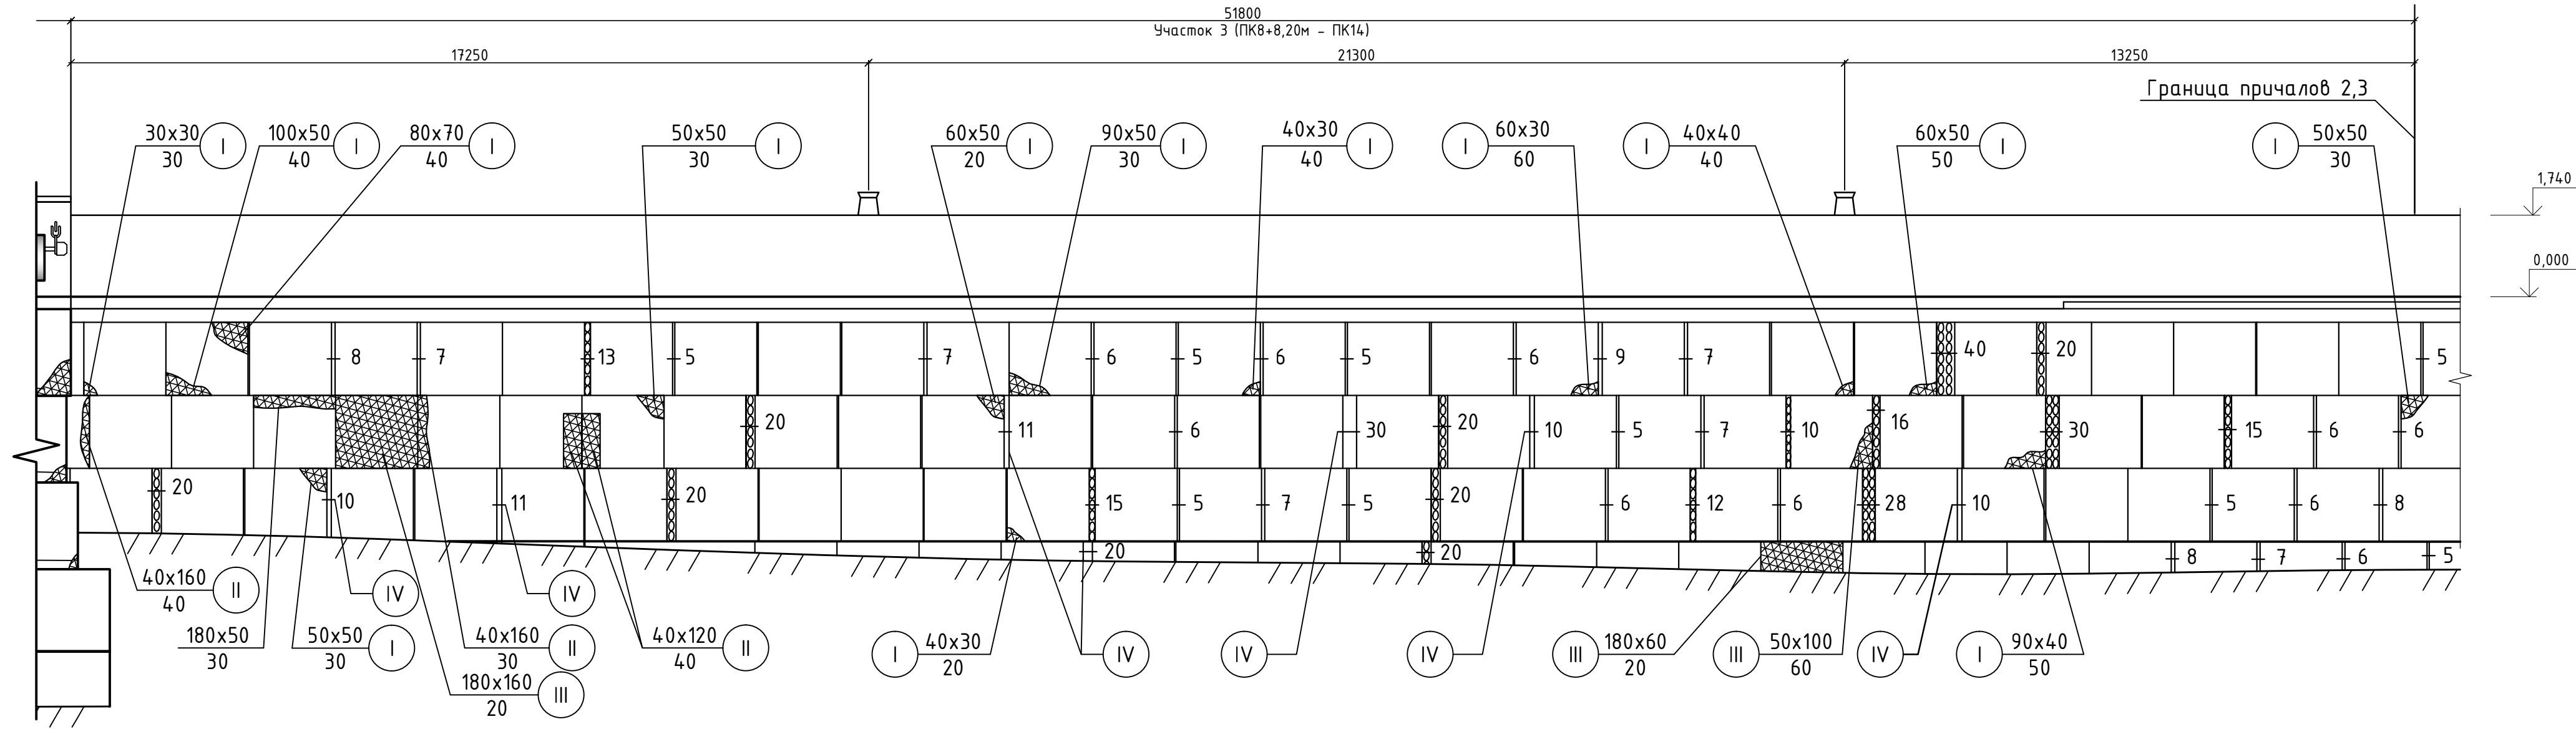 51800
Участок 3 (ПК8+8,20м - ПК14)
17250
21300
13250
Граница причалов 2,3
30x30 I
30
100x50 I
40
80x70 I
40
50x50 I
30
60x50 I
20
90x50 I
30
40x30 I
40
I 60x30
60
I 40x40
40
60x50 I
50
I 50x50
30
1,740
0,000
8 7 13 5 7 6 5 6 5 6 9 7 40 20 5
20 11 6 30 20 10 5 7 10 16 30 15 6 6
20 10 11 20 15 5 7 5 20 6 12 6 28 10 5 6 8
20 20 8 7 6 5
40x160 II
40
IV
IV
180x50
30
50x50 I
30
40x160 II
30
40x120 II
40
180x160 III
20
I 40x30
20
IV
IV
IV
III 180x60
20
III 50x100
60
IV
I 90x40
50